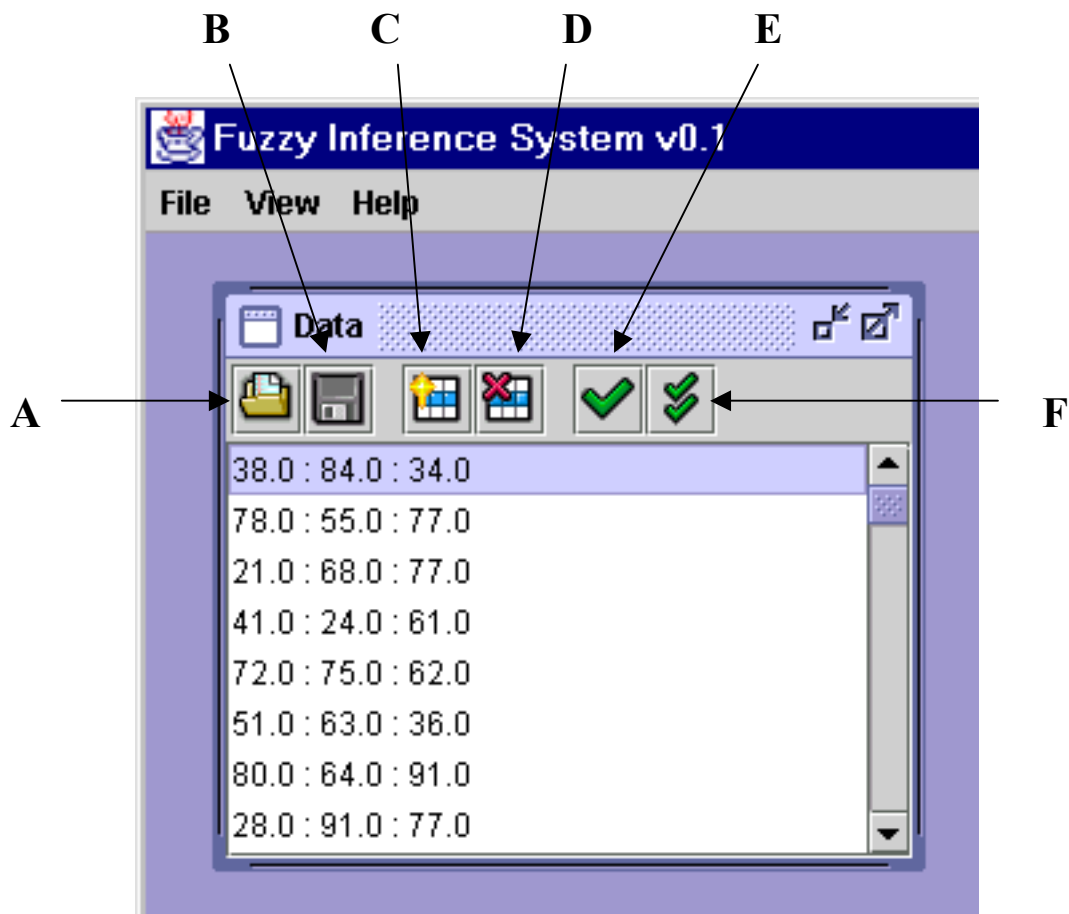 B C D E
Fuzzy Inference System v0.1
File View Help
Data
A F
38.0 : 84.0 : 34.0
78.0 : 55.0 : 77.0
21.0 : 68.0 : 77.0
41.0 : 24.0 : 61.0
72.0 : 75.0 : 62.0
51.0 : 63.0 : 36.0
80.0 : 64.0 : 91.0
28.0 : 91.0 : 77.0